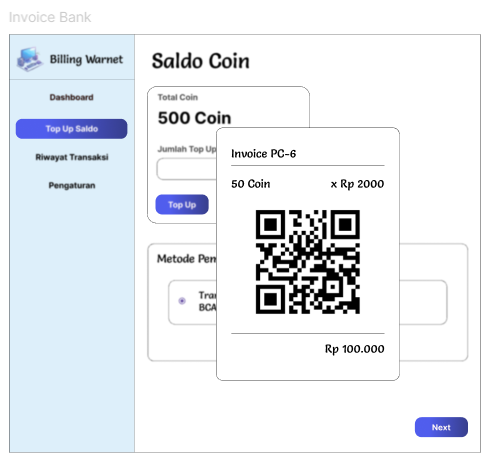 Invoice Bank
Billing Warnet
Dashboard
Top Up Saldo
Riwayat Transaksi
Pengaturan
Saldo Coin
Total Coin
500 Coin
Jumlah Top Up
Top Up
Invoice PC-6
50 Coin x Rp 2000
Rp 100.000
Metode Pem
Tran
BCA
Next